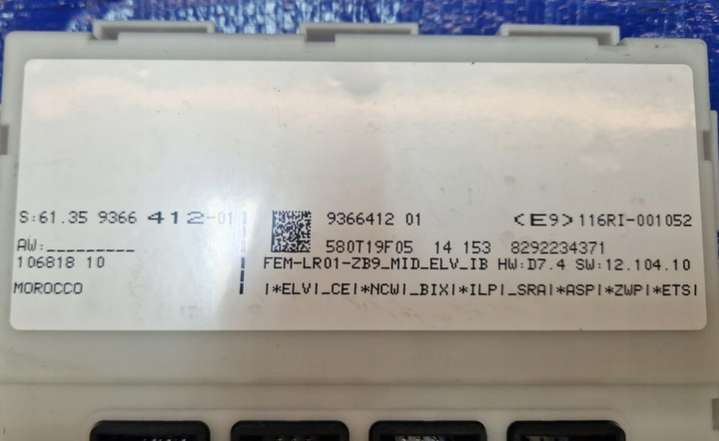 S:61.35 9366 412-01 9366412 01 <E9>116RI-001052
AW:_________ 580T19F05 14 153 8292234371
106818 10 FEM-LR01-ZB9_MID_ELV_IB HW:D7.4 SW:12.104.10
MOROCCO |*ELV|_CE|*NCW|_BIX|*ILP|_SRA|*ASP|*ZWP|*ETS|